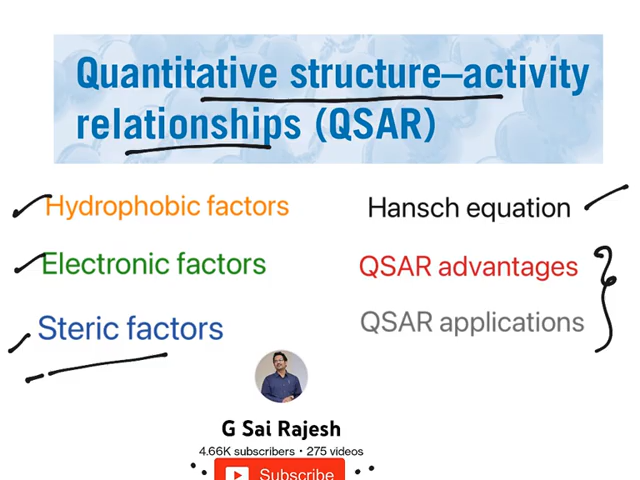 Quantitative structure–activity
relationships (QSAR)
Hydrophobic factors
Hansch equation
Electronic factors
QSAR advantages
Steric factors
QSAR applications
G Sai Rajesh
4.66K subscribers • 275 videos
Subscribe